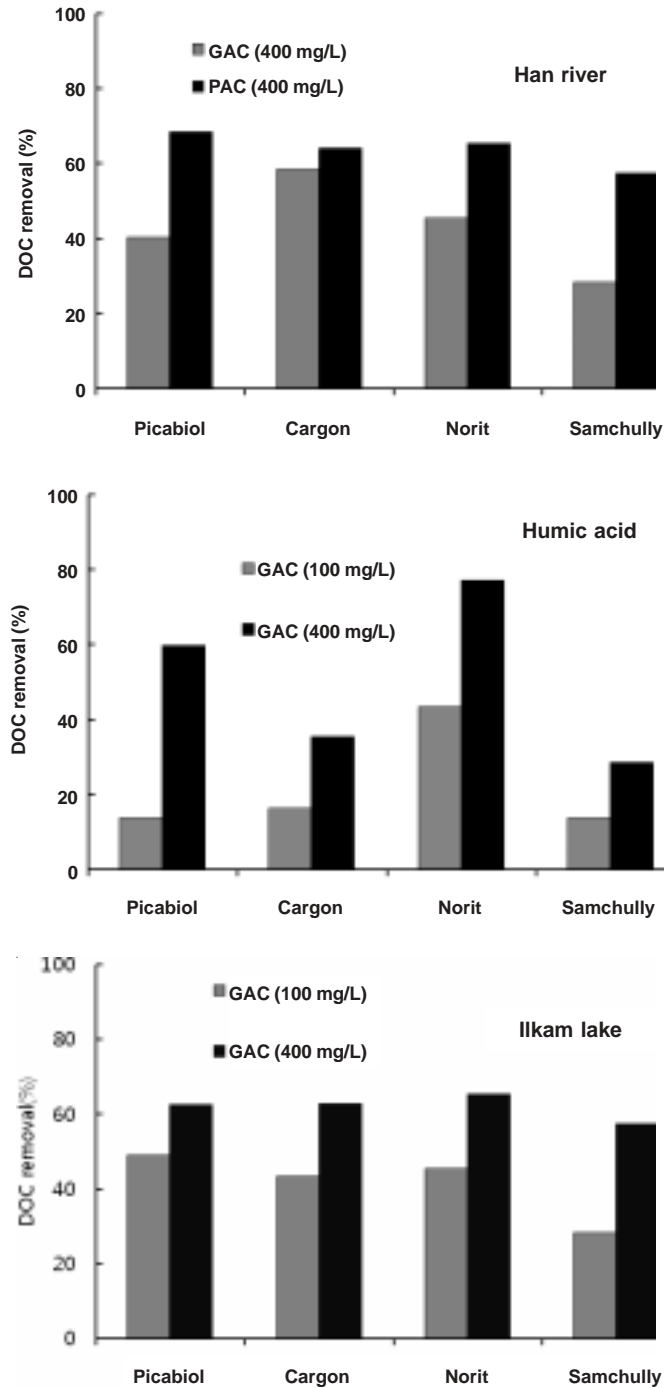 100
80
60
40
20
0
DOC removal (%)
GAC (400 mg/L)
PAC (400 mg/L)
Han river
Picabiol Cargon Norit Samchully
100
80
60
40
20
0
DOC removal (%)
Humic acid
GAC (100 mg/L)
GAC (400 mg/L)
Picabiol Cargon Norit Samchully
100
80
60
40
20
0
DOC removal(%)
GAC (100 mg/L)
Ilkam lake
GAC (400 mg/L)
Picabiol Cargon Norit Samchully